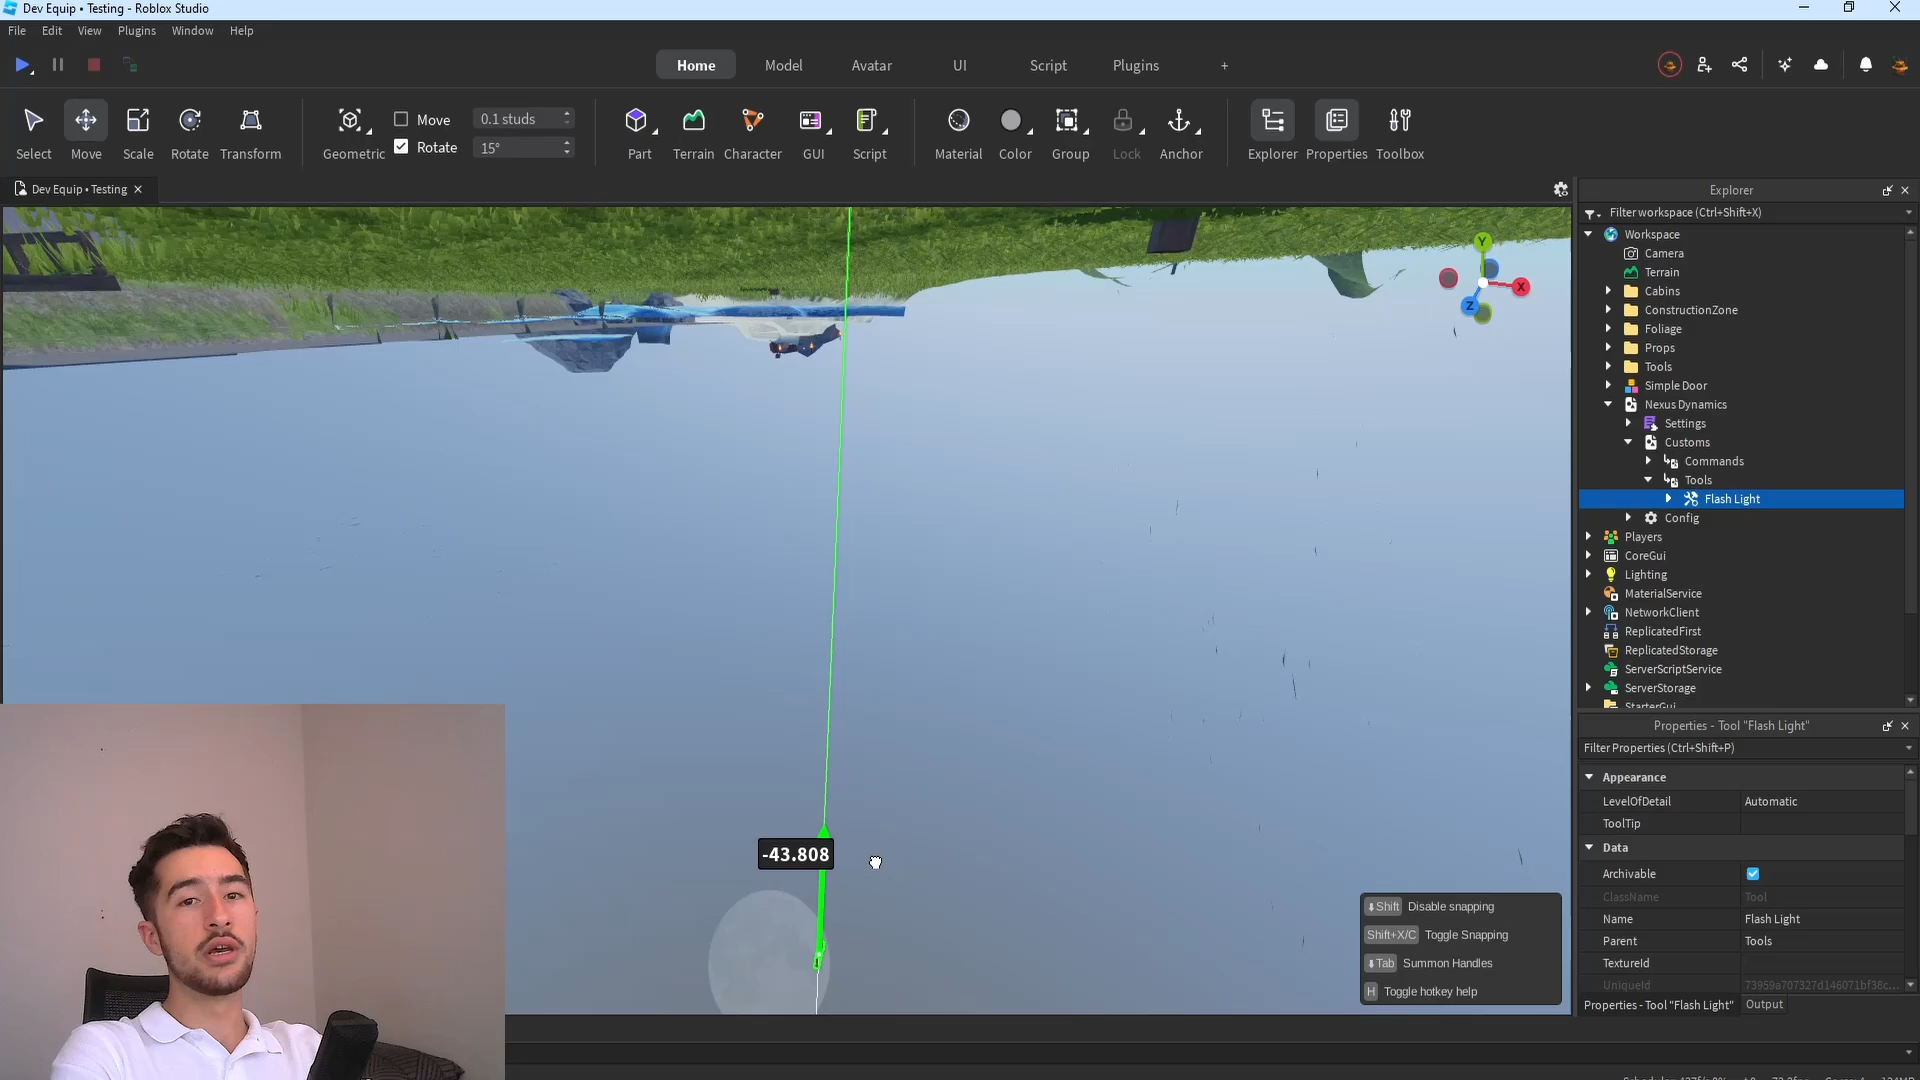 Dev Equip • Testing - Roblox Studio
File Edit View Plugins Window Help
Home Model Avatar UI Script Plugins +
Select Move Scale Rotate Transform
Geometric
Move 0.1 studs
Rotate 15°
Part Terrain Character GUI Script
Material Color Group Lock Anchor
Explorer Properties Toolbox
Dev Equip • Testing
Explorer
Filter workspace (Ctrl+Shift+X)
Workspace
Camera
Terrain
Cabins
ConstructionZone
Foliage
Props
Tools
Simple Door
Nexus Dynamics
Settings
Customs
Commands
Tools
Flash Light
Config
Players
CoreGui
Lighting
MaterialService
NetworkClient
ReplicatedFirst
ReplicatedStorage
ServerScriptService
ServerStorage
StarterGui
Y
X
Z
-43.808
Shift Disable snapping
Shift+X/C Toggle Snapping
Tab Summon Handles
H Toggle hotkey help
Properties - Tool "Flash Light"
Filter Properties (Ctrl+Shift+P)
Appearance
LevelOfDetail Automatic
ToolTip
Data
Archivable
ClassName Tool
Name Flash Light
Parent Tools
TextureId
UniqueId 73959a707327d146071bf38c...
Properties - Tool "Flash Light" Output